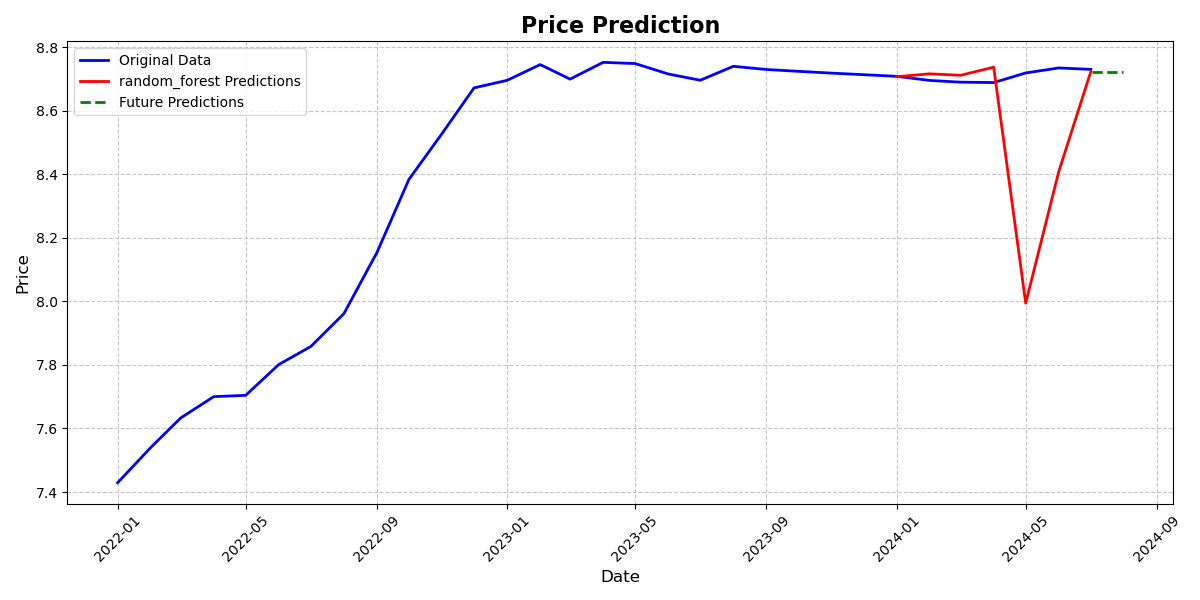 Price Prediction
Original Data
random_forest Predictions
Future Predictions
Price
8.8
8.6
8.4
8.2
8.0
7.8
7.6
7.4
2022-01
2022-05
2022-09
2023-01
2023-05
2023-09
2024-01
2024-05
2024-09
Date